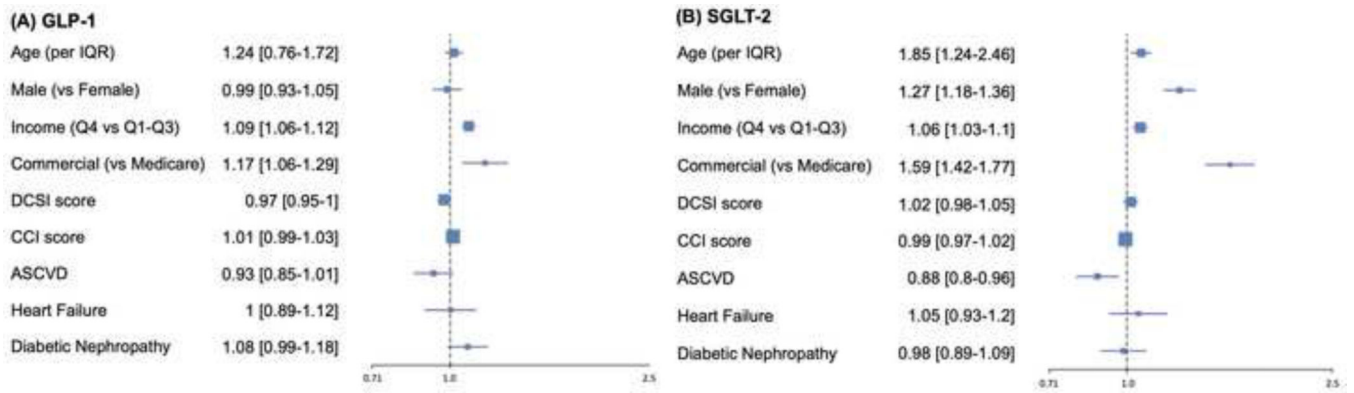 (A) GLP-1
Age (per IQR) 1.24 [0.76-1.72]
Male (vs Female) 0.99 [0.93-1.05]
Income (Q4 vs Q1-Q3) 1.09 [1.06-1.12]
Commercial (vs Medicare) 1.17 [1.06-1.29]
DCSI score 0.97 [0.95-1]
CCI score 1.01 [0.99-1.03]
ASCVD 0.93 [0.85-1.01]
Heart Failure 1 [0.89-1.12]
Diabetic Nephropathy 1.08 [0.99-1.18]
0.71 1.0 2.5
(B) SGLT-2
Age (per IQR) 1.85 [1.24-2.46]
Male (vs Female) 1.27 [1.18-1.36]
Income (Q4 vs Q1-Q3) 1.06 [1.03-1.1]
Commercial (vs Medicare) 1.59 [1.42-1.77]
DCSI score 1.02 [0.98-1.05]
CCI score 0.99 [0.97-1.02]
ASCVD 0.88 [0.8-0.96]
Heart Failure 1.05 [0.93-1.2]
Diabetic Nephropathy 0.98 [0.89-1.09]
0.71 1.0 2.5